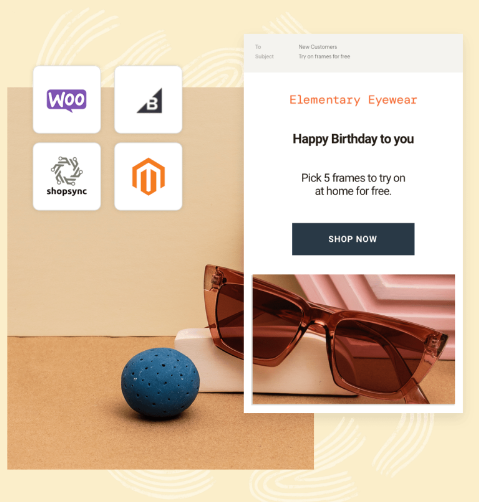 To New Customers
Subject Try on frames for free
WOO
B
shopsync
Elementary Eyewear
Happy Birthday to you
Pick 5 frames to try on
at home for free.
SHOP NOW